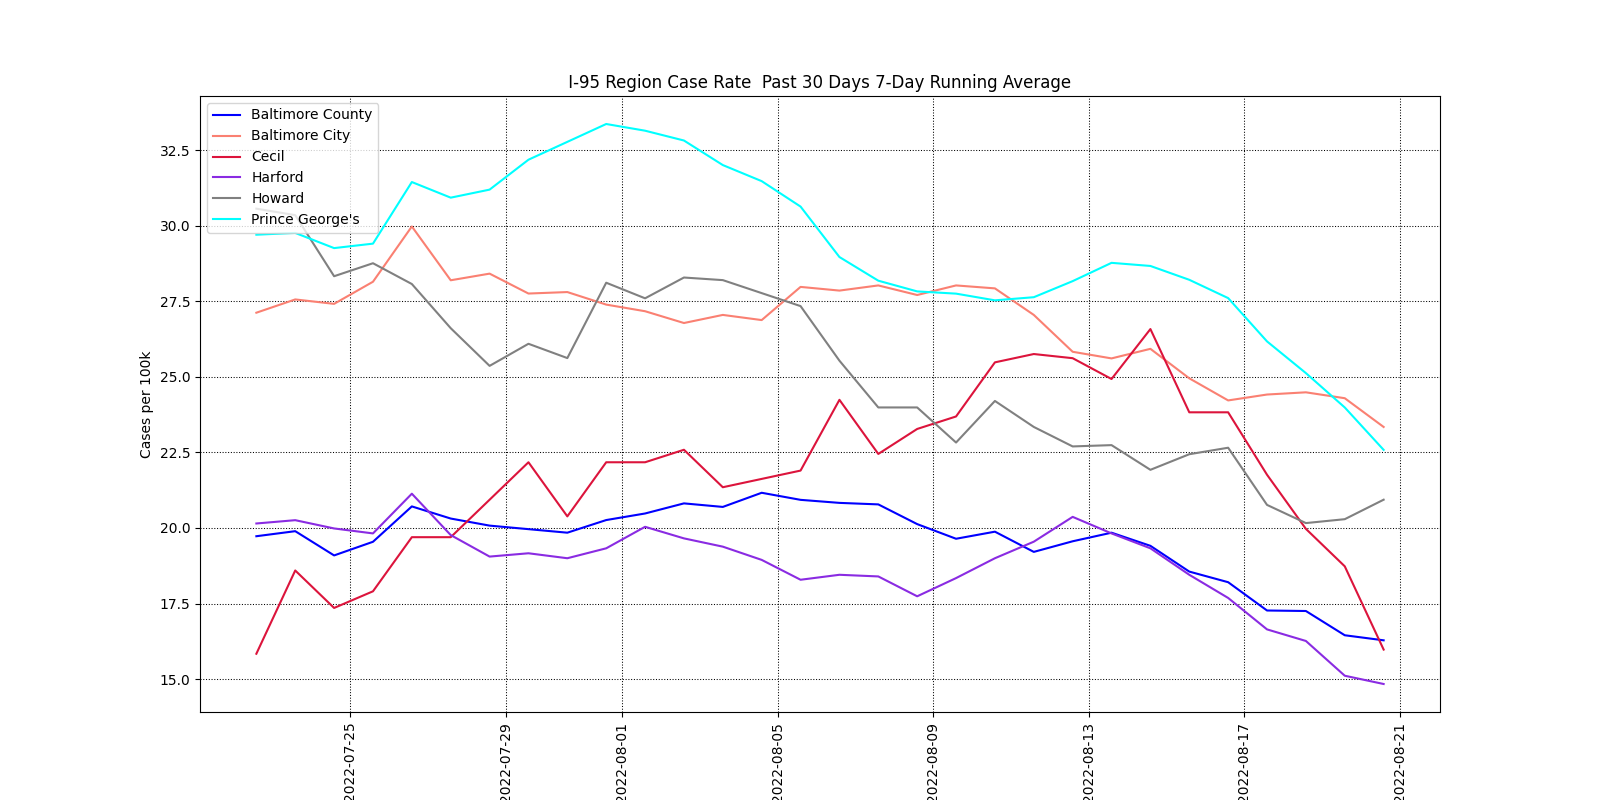 I-95 Region Case Rate  Past 30 Days 7-Day Running Average
Baltimore County
Baltimore City
Cecil
Harford
Howard
Prince George's
Cases per 100k
32.5
30.0
27.5
25.0
22.5
20.0
17.5
15.0
2022-07-25
2022-07-29
2022-08-01
2022-08-05
2022-08-09
2022-08-13
2022-08-17
2022-08-21